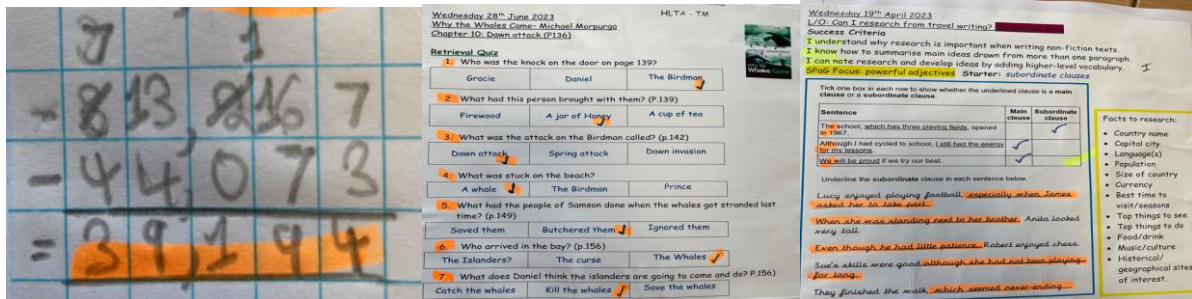 7 1
- 8 13, 2 16 7
- 4 4, 0 7 3
= 3 9, 1 9 4
Wednesday 28th June 2023
HLTA - TM
Why the Whales Came- Michael Morpurgo
Chapter 10: Dawn attack (P136)
Retrieval Quiz
1. Who was the knock on the door on page 139?
Gracie Daniel The Birdman
2. What had this person brought with them? (P.139)
Firewood A jar of Honey A cup of tea
3. What was the attack on the Birdman called? (p.142)
Dawn attack Spring attack Dawn invasion
4. What was stuck on the beach?
A whale The Birdman Prince
5. What had the people of Samson done when the whales got stranded last
time? (p.149)
Saved them Butchered them Ignored them
6. Who arrived in the bay? (p.156)
The Islanders? The curse The Whales
7. What does Daniel think the islanders are going to come and do? P.156)
Catch the whales Kill the whales Save the whales
Wednesday 19th April 2023
L/O: Can I research from travel writing?
Success Criteria
I understand why research is important when writing non-fiction texts.
I know how to summarise main ideas drawn from more than one paragraph.
I can note research and develop ideas by adding higher-level vocabulary.
SPaG Focus: powerful adjectives Starter: subordinate clauses
Tick one box in each row to show whether the underlined clause is a main
clause or a subordinate clause.
Sentence Main clause Subordinate clause
The school, which has three playing fields, opened
in 1967.
Although I had cycled to school, I still had the energy
for my lessons.
We will be proud if we try our best.
Underline the subordinate clause in each sentence below.
Lucy enjoyed playing football, especially when James
asked her to take part.
When she was standing next to her brother, Anita looked
very tall.
Even though he had little patience, Robert enjoyed chess.
Sue's skills were good although she had not been playing
for long.
They finished the walk, which seemed never-ending.
Facts to research:
• Country name
• Capital city
• Language(s)
• Population
• Size of country
• Currency
• Best time to
visit/seasons
• Top things to see
• Top things to do
• Food/drink
• Music/culture
• Historical/
geographical sites
of interest.